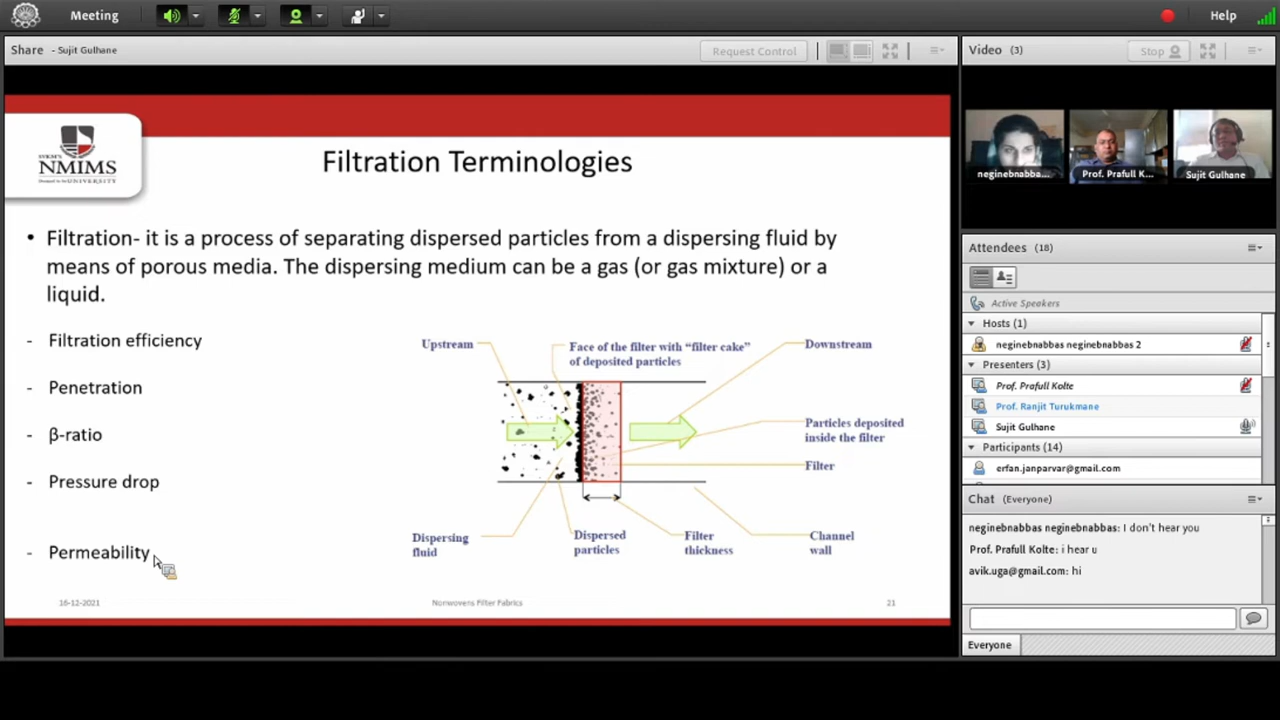 Meeting
Help
Share - Sujit Gulhane
Request Control
Video (3)
Stop
SVKM'S
NMIMS
Deemed to be UNIVERSITY
Filtration Terminologies
• Filtration- it is a process of separating dispersed particles from a dispersing fluid by
means of porous media. The dispersing medium can be a gas (or gas mixture) or a
liquid.
- Filtration efficiency
- Penetration
- β-ratio
- Pressure drop
- Permeability
Upstream
Face of the filter with “filter cake”
of deposited particles
Downstream
Particles deposited
inside the filter
Filter
Dispersing
fluid
Dispersed
particles
Filter
thickness
Channel
wall
16-12-2021
Nonwovens Filter Fabrics
21
neginebnabba...
Prof. Prafull K...
Sujit Gulhane
Attendees (18)
Active Speakers
Hosts (1)
neginebnabbas neginebnabbas 2
Presenters (3)
Prof. Prafull Kolte
Prof. Ranjit Turukmane
Sujit Gulhane
Participants (14)
erfan.janparvar@gmail.com
Chat (Everyone)
neginebnabbas neginebnabbas: I don't hear you
Prof. Prafull Kolte: i hear u
avik.uga@gmail.com: hi
Everyone